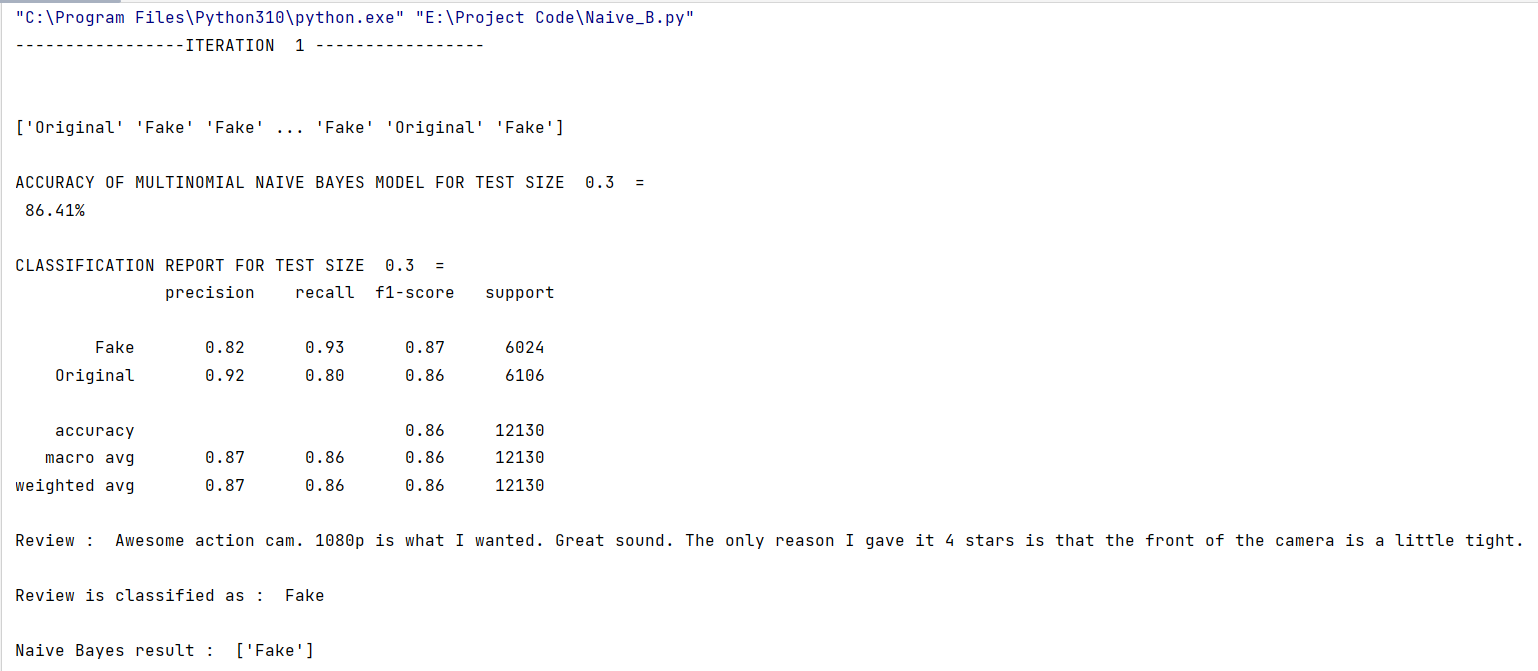 "C:\Program Files\Python310\python.exe" "E:\Project Code\Naive_B.py"
-----------------ITERATION  1 -----------------
['Original' 'Fake' 'Fake' ... 'Fake' 'Original' 'Fake']
ACCURACY OF MULTINOMIAL NAIVE BAYES MODEL FOR TEST SIZE  0.3  =
 86.41%
CLASSIFICATION REPORT FOR TEST SIZE  0.3  =
               precision    recall  f1-score   support
        Fake       0.82      0.93      0.87      6024
    Original       0.92      0.80      0.86      6106
    accuracy                           0.86     12130
   macro avg       0.87      0.86      0.86     12130
weighted avg       0.87      0.86      0.86     12130
Review :  Awesome action cam. 1080p is what I wanted. Great sound. The only reason I gave it 4 stars is that the front of the camera is a little tight.
Review is classified as :  Fake
Naive Bayes result :  ['Fake']